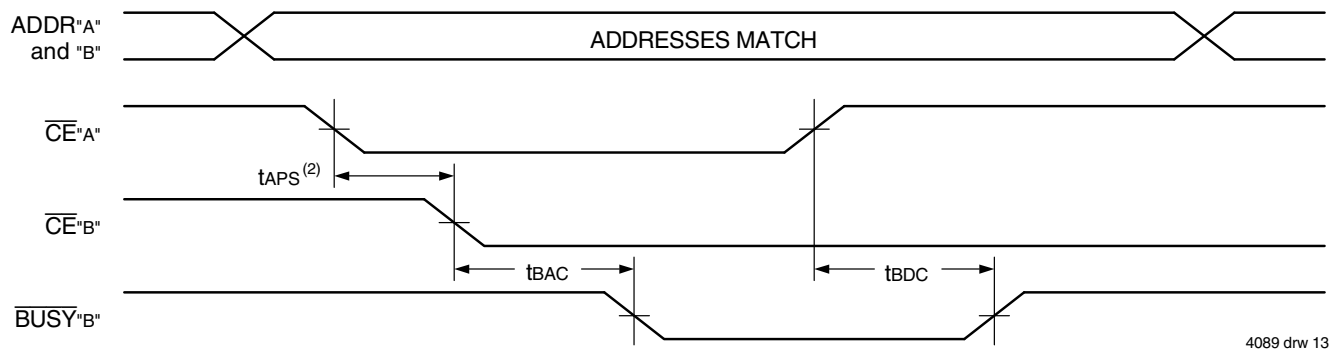 ADDR"A"
and "B"
ADDRESSES MATCH
CE"A"
tAPS(2)
CE"B"
tBAC
tBDC
BUSY"B"
4089 drw 13